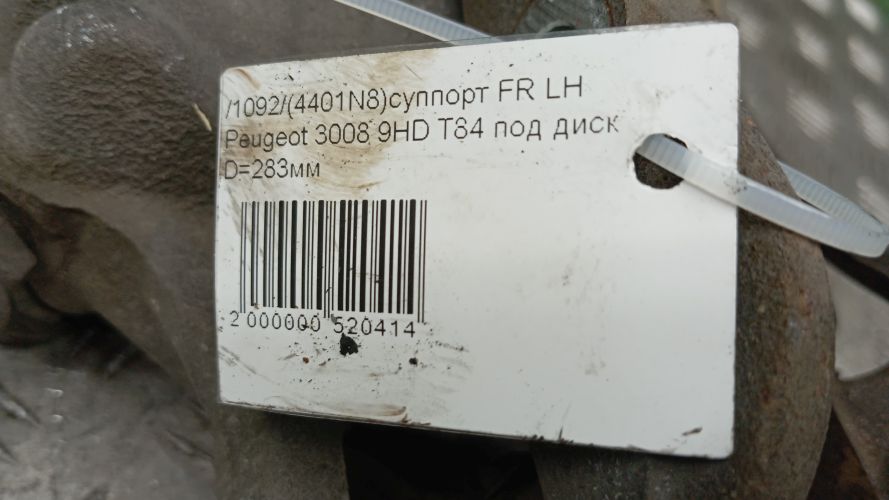 /1092/(4401N8)суппорт FR LH
Peugeot 3008 9HD T84 под диск
D=283мм
2 000000 520414